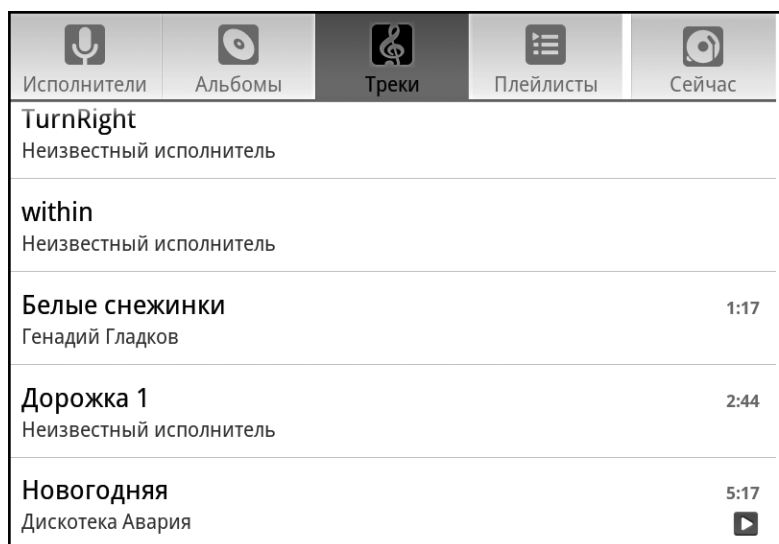 Исполнители Альбомы Треки Плейлисты Сейчас
TurnRight
Неизвестный исполнитель
within
Неизвестный исполнитель
Белые снежинки 1:17
Генадий Гладков
Дорожка 1 2:44
Неизвестный исполнитель
Новогодняя 5:17
Дискотека Авария